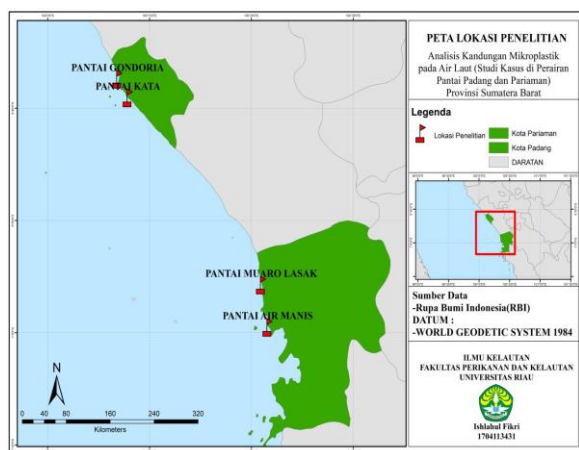 PANTAI GONDORIA
PANTAI KATA
PANTAI MUARO LASAK
PANTAI AIR MANIS
N
0 40 80 160 240 320
Kilometers
PETA LOKASI PENELITIAN
Analisis Kandungan Mikroplastik
pada Air Laut (Studi Kasus di Perairan
Pantai Padang dan Pariaman)
Provinsi Sumatera Barat
Legenda
Lokasi Penelitian
Kota Pariaman
Kota Padang
DARATAN
Sumber Data
-Rupa Bumi Indonesia(RBI)
DATUM :
-WORLD GEODETIC SYSTEM 1984
ILMU KELAUTAN
FAKULTAS PERIKANAN DAN KELAUTAN
UNIVERSITAS RIAU
Ishlahul Fikri
1704113431